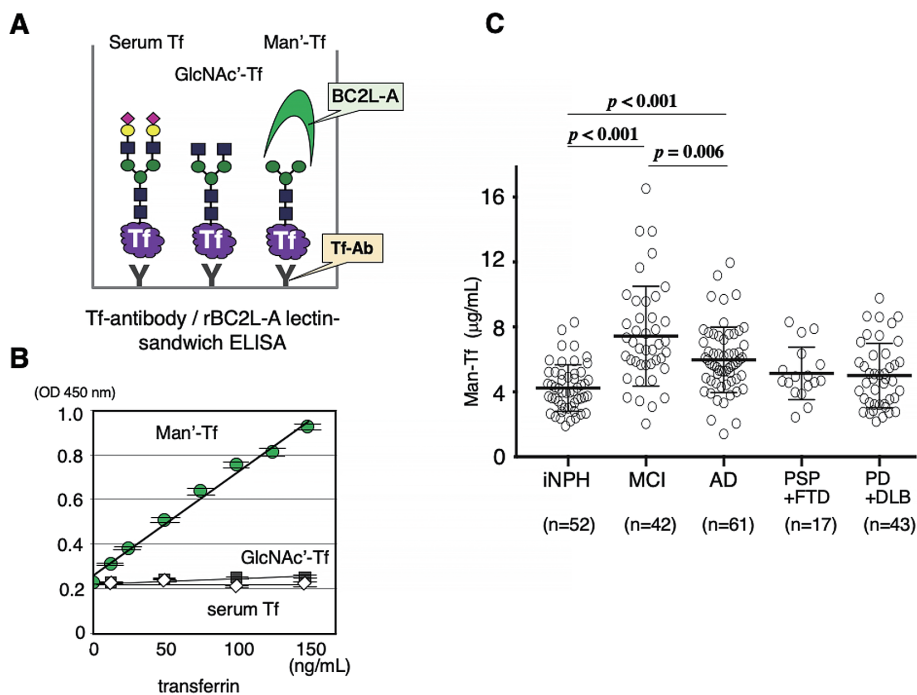 A
Serum Tf
Man'-Tf
GlcNAc'-Tf
BC2L-A
Tf
Tf
Tf
Tf-Ab
Y
Y
Y
Tf-antibody / rBC2L-A lectin-
sandwich ELISA
B
(OD 450 nm)
1.0
0.8
0.6
0.4
0.2
0
Man'-Tf
GlcNAc'-Tf
serum Tf
0
50
100
150
(ng/mL)
transferrin
C
p < 0.001
p < 0.001
p = 0.006
Man-Tf (μg/mL)
16
12
8
4
0
iNPH
MCI
AD
PSP
+FTD
PD
+DLB
(n=52)
(n=42)
(n=61)
(n=17)
(n=43)